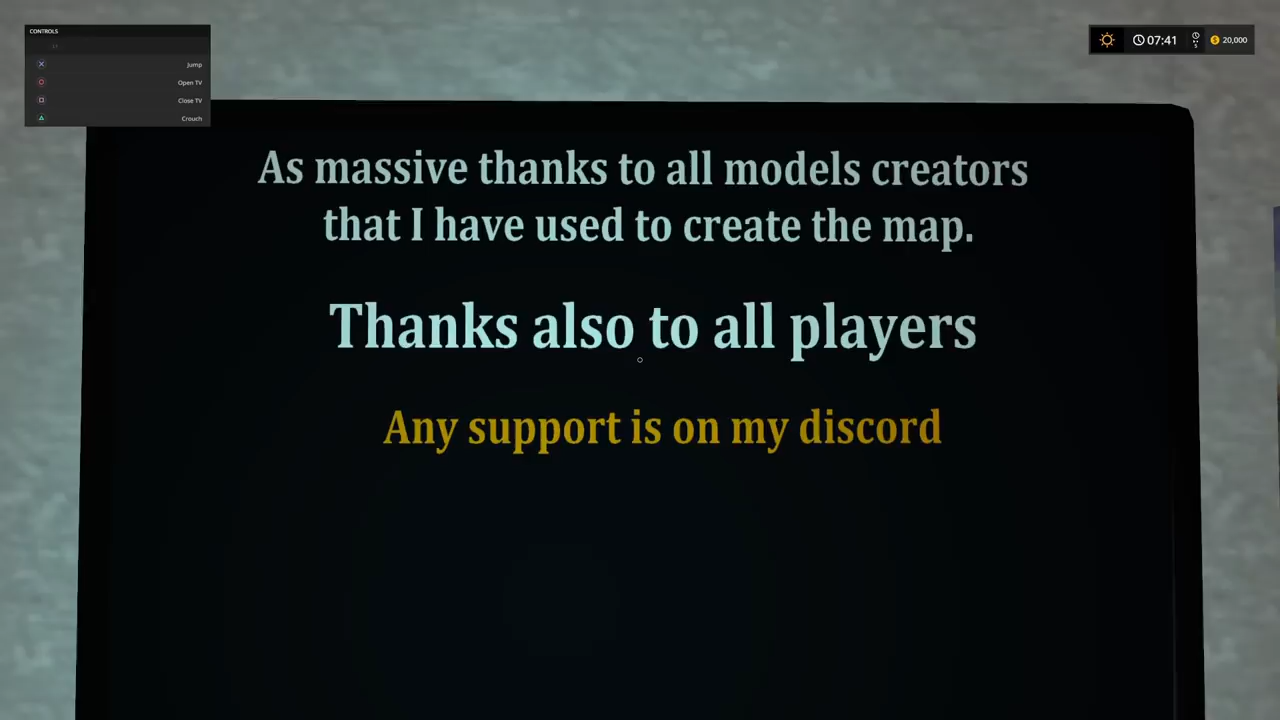 CONTROLS
L1
Jump
Open TV
Close TV
Crouch
07:41
20,000
As massive thanks to all models creators
that I have used to create the map.
Thanks also to all players
Any support is on my discord